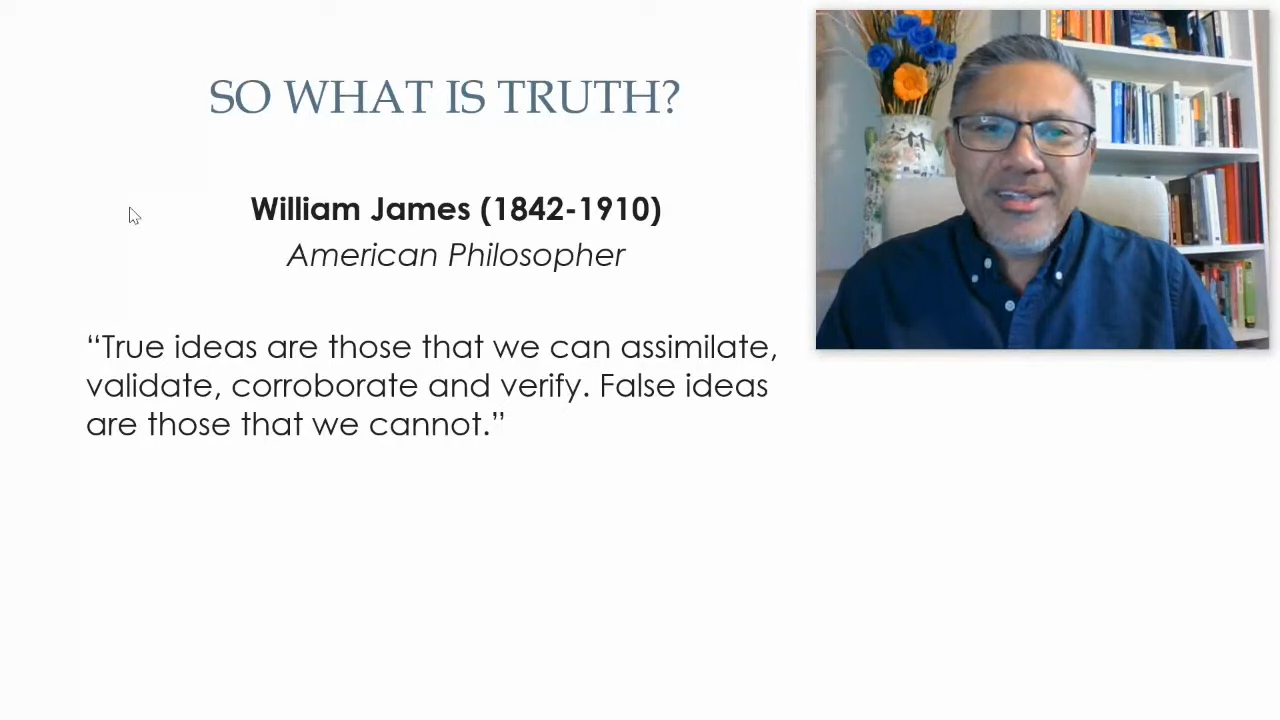 SO WHAT IS TRUTH?
William James (1842-1910)
American Philosopher
“True ideas are those that we can assimilate,
validate, corroborate and verify. False ideas
are those that we cannot.”